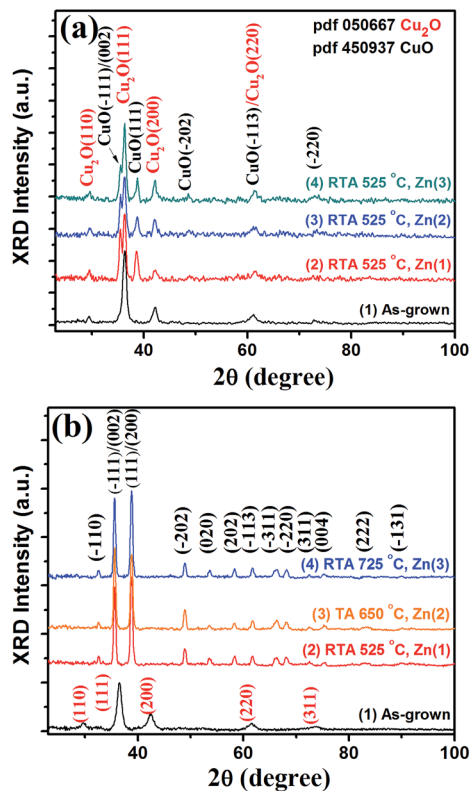 (a)
pdf 050667 Cu₂O
pdf 450937 CuO
Cu₂O(110)
CuO(-111)/(002)
Cu₂O(111)
CuO(111)
Cu₂O(200)
CuO(-202)
CuO(-113)/Cu₂O(220)
(-220)
(4) RTA 525 °C, Zn(3)
(3) RTA 525 °C, Zn(2)
(2) RTA 525 °C, Zn(1)
(1) As-grown
XRD Intensity (a.u.)
40 60 80 100
2θ (degree)
(b)
(-110)
(-111)/(002)
(111)/(200)
(-202)
(020)
(202)
(-113)
(-311)
(-220)
(311)
(004)
(222)
(-131)
(4) RTA 725 °C, Zn(3)
(3) TA 650 °C, Zn(2)
(2) RTA 525 °C, Zn(1)
(110)
(111)
(200)
(220)
(311)
(1) As-grown
XRD Intensity (a.u.)
40 60 80 100
2θ (degree)